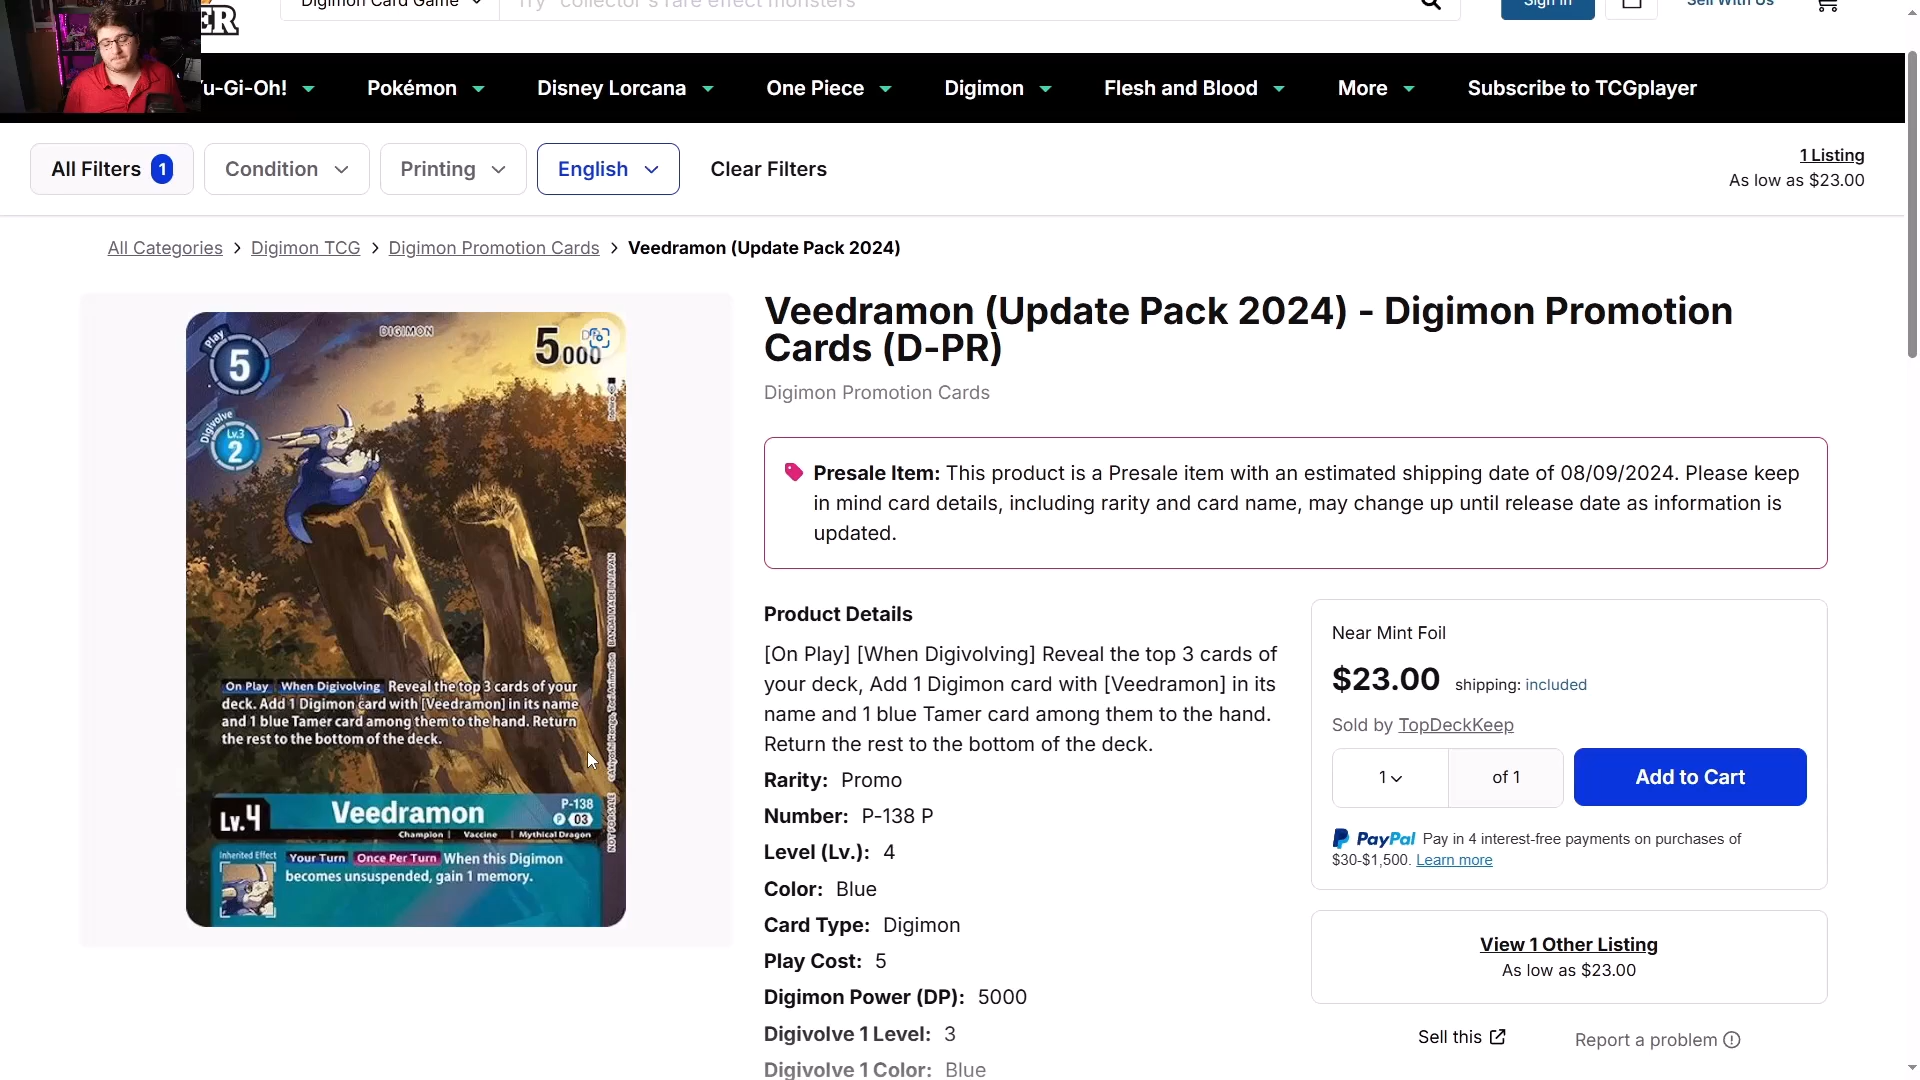 Digimon Card Game
Try "collector's rare effect monsters"
Sign In
Sell With Us
ER
Yu-Gi-Oh!
Pokémon
Disney Lorcana
One Piece
Digimon
Flesh and Blood
More
Subscribe to TCGplayer
All Filters 1
Condition
Printing
English
Clear Filters
1 Listing
As low as $23.00
All Categories > Digimon TCG > Digimon Promotion Cards > Veedramon (Update Pack 2024)
Play
5
DIGIMON
5000
Digivolve
Lv.3
2
On Play When Digivolving Reveal the top 3 cards of your
deck. Add 1 Digimon card with [Veedramon] in its name
and 1 blue Tamer card among them to the hand. Return
the rest to the bottom of the deck.
©Akiyoshi Hongo, Toei Animation BANDAI MADE IN JAPAN
NOT FOR SALE
Lv.4
Veedramon
P-138
P 03
Champion | Vaccine | Mythical Dragon
Inherited Effect
Your Turn Once Per Turn When this Digimon
becomes unsuspended, gain 1 memory.
Veedramon (Update Pack 2024) - Digimon Promotion
Cards (D-PR)
Digimon Promotion Cards
Presale Item: This product is a Presale item with an estimated shipping date of 08/09/2024. Please keep
in mind card details, including rarity and card name, may change up until release date as information is
updated.
Product Details
[On Play] [When Digivolving] Reveal the top 3 cards of
your deck, Add 1 Digimon card with [Veedramon] in its
name and 1 blue Tamer card among them to the hand.
Return the rest to the bottom of the deck.
Rarity: Promo
Number: P-138 P
Level (Lv.): 4
Color: Blue
Card Type: Digimon
Play Cost: 5
Digimon Power (DP): 5000
Digivolve 1 Level: 3
Digivolve 1 Color: Blue
Near Mint Foil
$23.00 shipping: included
Sold by TopDeckKeep
1
of 1
Add to Cart
PayPal Pay in 4 interest-free payments on purchases of
$30-$1,500. Learn more
View 1 Other Listing
As low as $23.00
Sell this
Report a problem